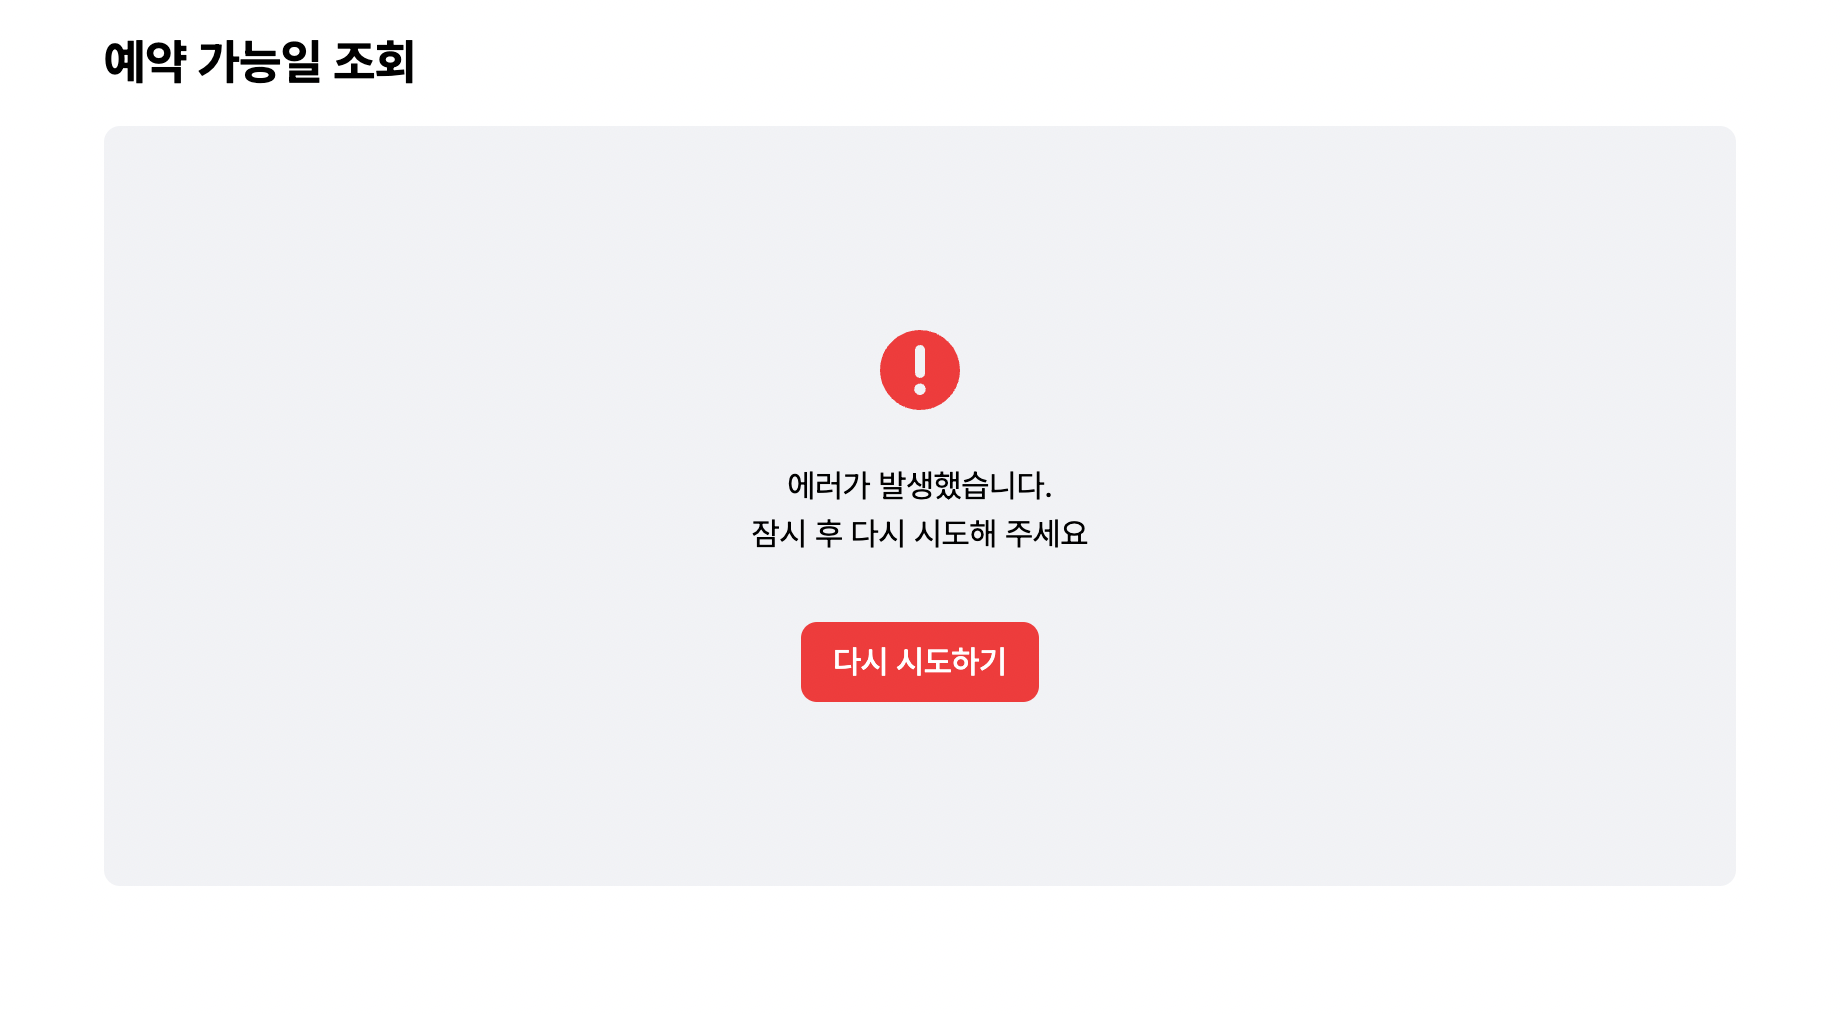 예약 가능일 조회
에러가 발생했습니다.
잠시 후 다시 시도해 주세요
다시 시도하기